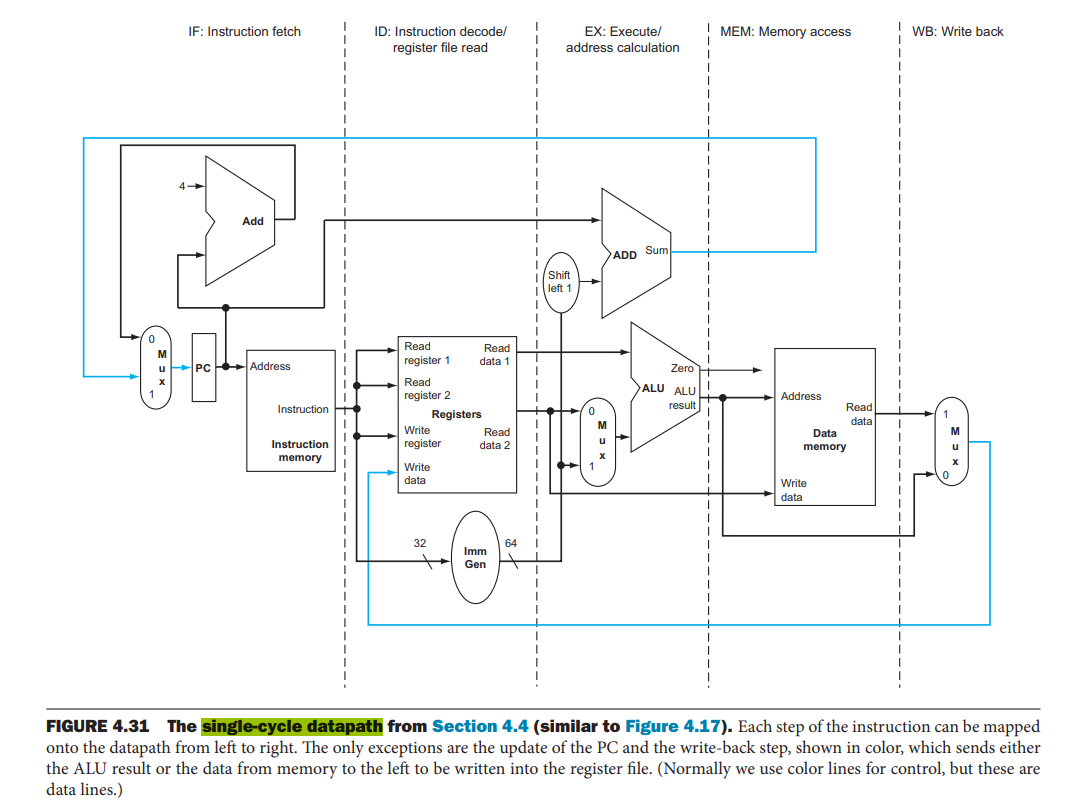 IF: Instruction fetch
ID: Instruction decode/
register file read
EX: Execute/
address calculation
MEM: Memory access
WB: Write back
4
Add
ADD
Sum
Shift
left 1
0
M
u
x
1
PC
Address
Instruction
Instruction
memory
Read
register 1
Read
register 2
Registers
Write
register
Write
data
Read
data 1
Read
data 2
0
M
u
x
1
Zero
ALU
ALU
result
Address
Read
data
Data
memory
Write
data
1
M
u
x
0
32
Imm
Gen
64
FIGURE 4.31 The single-cycle datapath from Section 4.4 (similar to Figure 4.17). Each step of the instruction can be mapped
onto the datapath from left to right. The only exceptions are the update of the PC and the write-back step, shown in color, which sends either
the ALU result or the data from memory to the left to be written into the register file. (Normally we use color lines for control, but these are
data lines.)